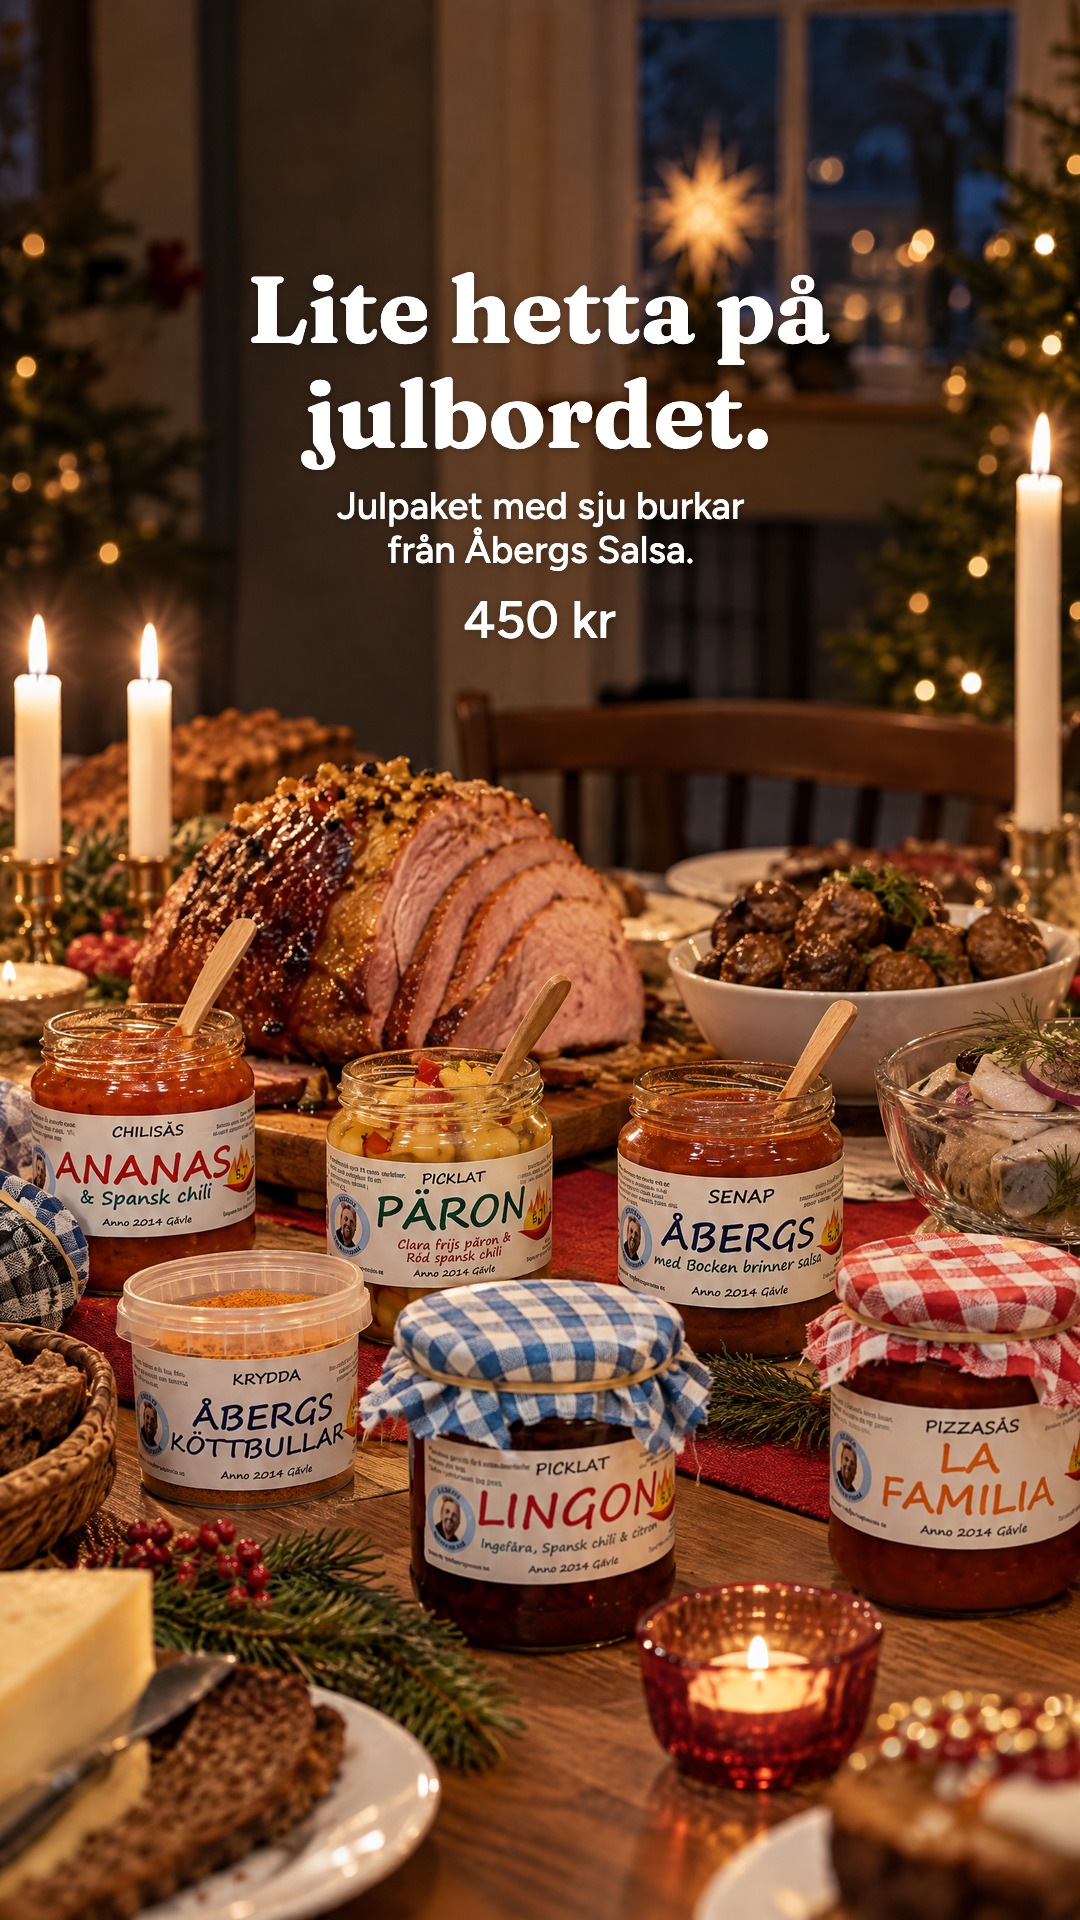 Lite hetta på
julbordet.
Julpaket med sju burkar
från Åbergs Salsa.
450 kr
CHILISÅS
ANANAS
& Spansk chili
Anno 2014 Gävle
PICKLAT
PÄRON
Clara frijs päron &
Röd spansk chili
Anno 2014 Gävle
SENAP
ÅBERGS
med Bocken brinner salsa
Anno 2014 Gävle
KRYDDA
ÅBERGS
KÖTTBULLAR
Anno 2014 Gävle
PICKLAT
LINGON
Ingefära, Spansk chili & citron
Anno 2014 Gävle
PIZZASÅS
LA
FAMILIA
Anno 2014 Gävle